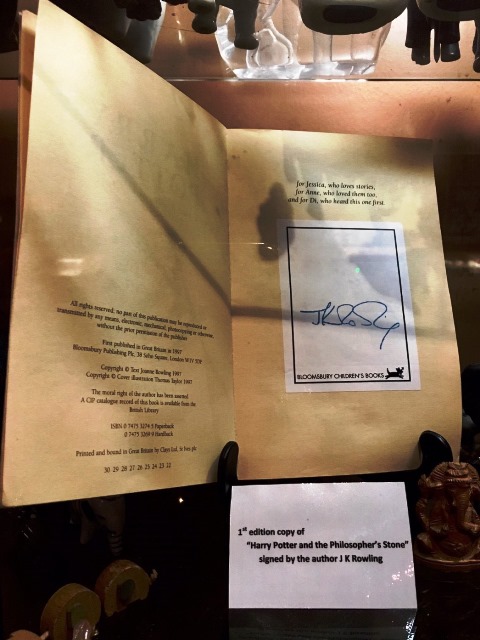 All rights reserved, no part of this publication may be reproduced or
transmitted by any means, electronic, mechanical, photocopying or otherwise,
without the prior permission of the publisher
First published in Great Britain in 1997
Bloomsbury Publishing Plc, 38 Soho Square, London W1V 5DF
Copyright © Text Joanne Rowling 1997
Copyright © Cover illustration Thomas Taylor 1997
The moral right of the author has been asserted
A CIP catalogue record of this book is available from the
British Library
ISBN 0 7475 3274 5 Paperback
0 7475 3269 9 Hardback
Printed and bound in Great Britain by Clays Ltd, St Ives plc
30 29 28 27 26 25 24 23 22
for Jessica, who loves stories,
for Anne, who loved them too,
and for Di, who heard this one first.
JK Rowling
BLOOMSBURY CHILDREN'S BOOKS
1st edition copy of
"Harry Potter and the Philosopher's Stone"
signed by the author J K Rowling